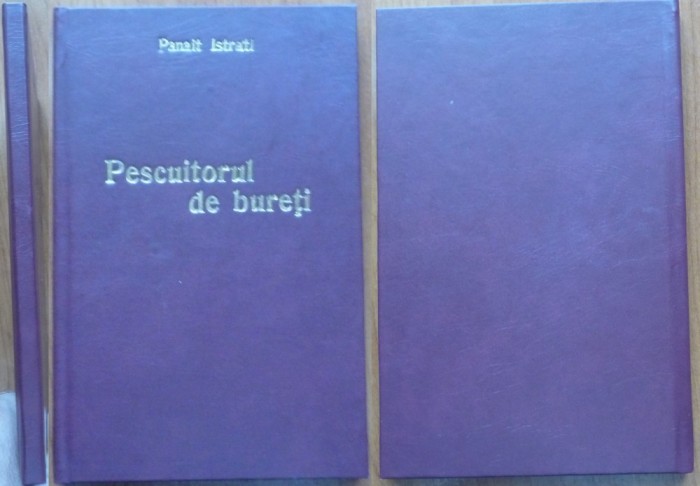 Panait Istrati
Pescuitorul
de bureți